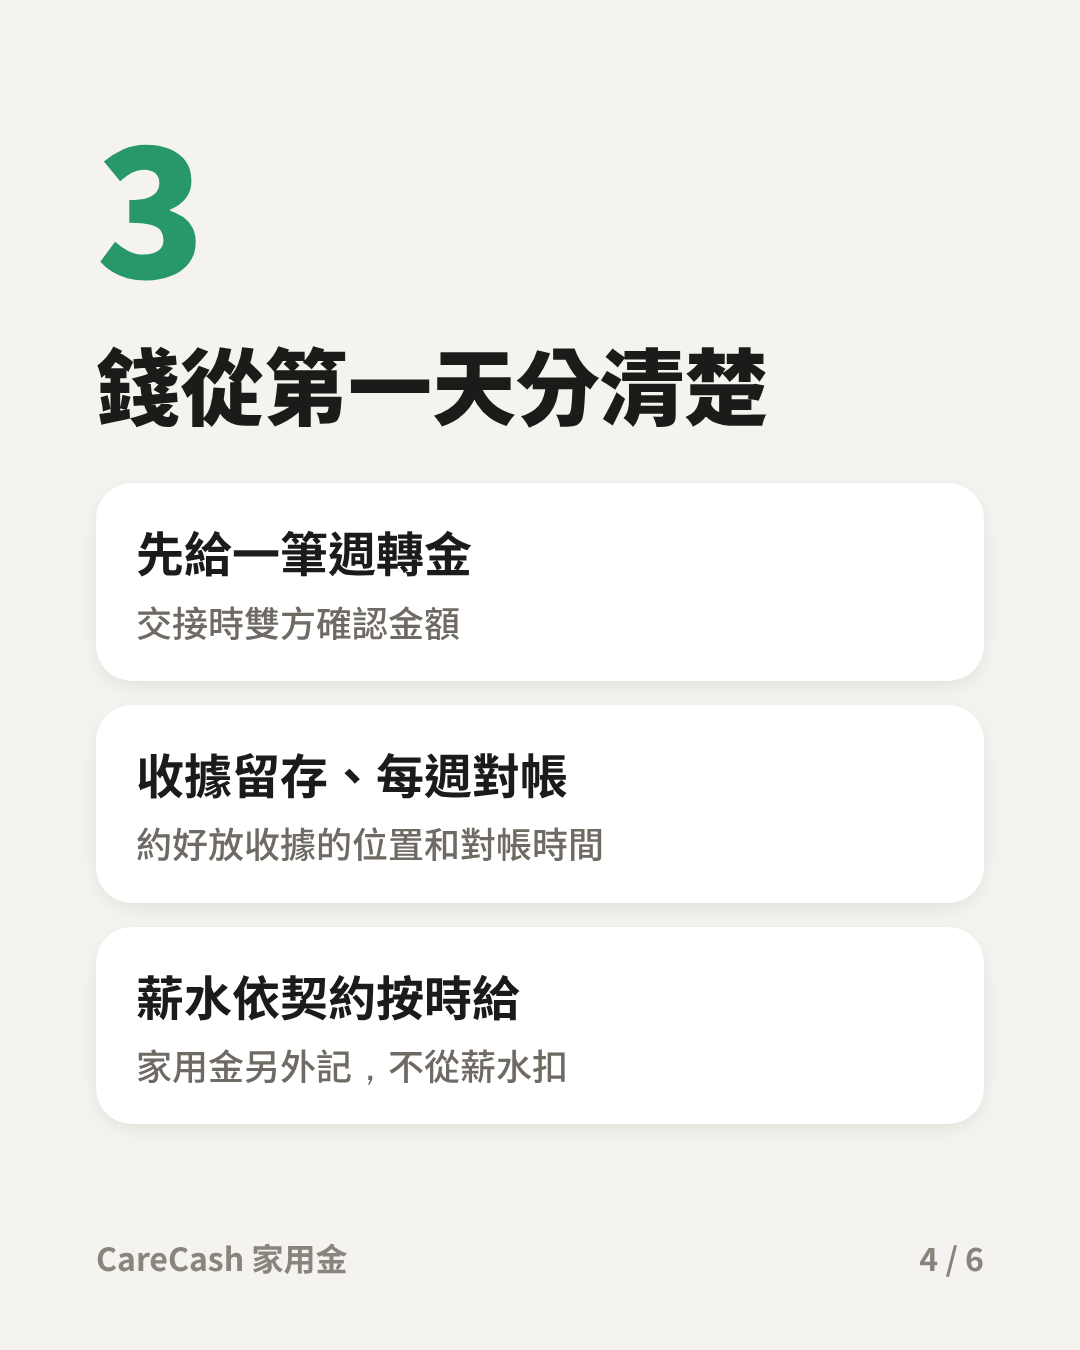 3
錢從第一天分清楚
先給一筆週轉金
交接時雙方確認金額
收據留存、每週對帳
約好放收據的位置和對帳時間
薪水依契約按時給
家用金另外記，不從薪水扣
CareCash 家用金
4 / 6